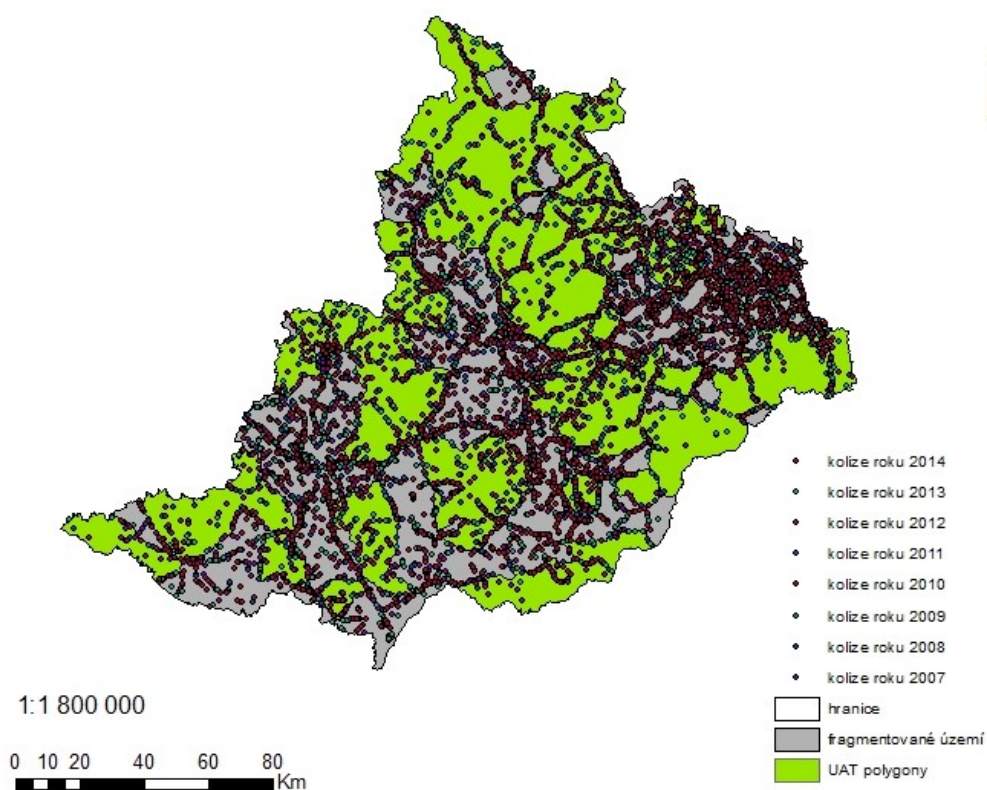 kolize roku 2014
kolize roku 2013
kolize roku 2012
kolize roku 2011
kolize roku 2010
kolize roku 2009
kolize roku 2008
kolize roku 2007
hranice
fragmentované území
UAT polygony
1:1 800 000
0 10 20 40 60 80
Km